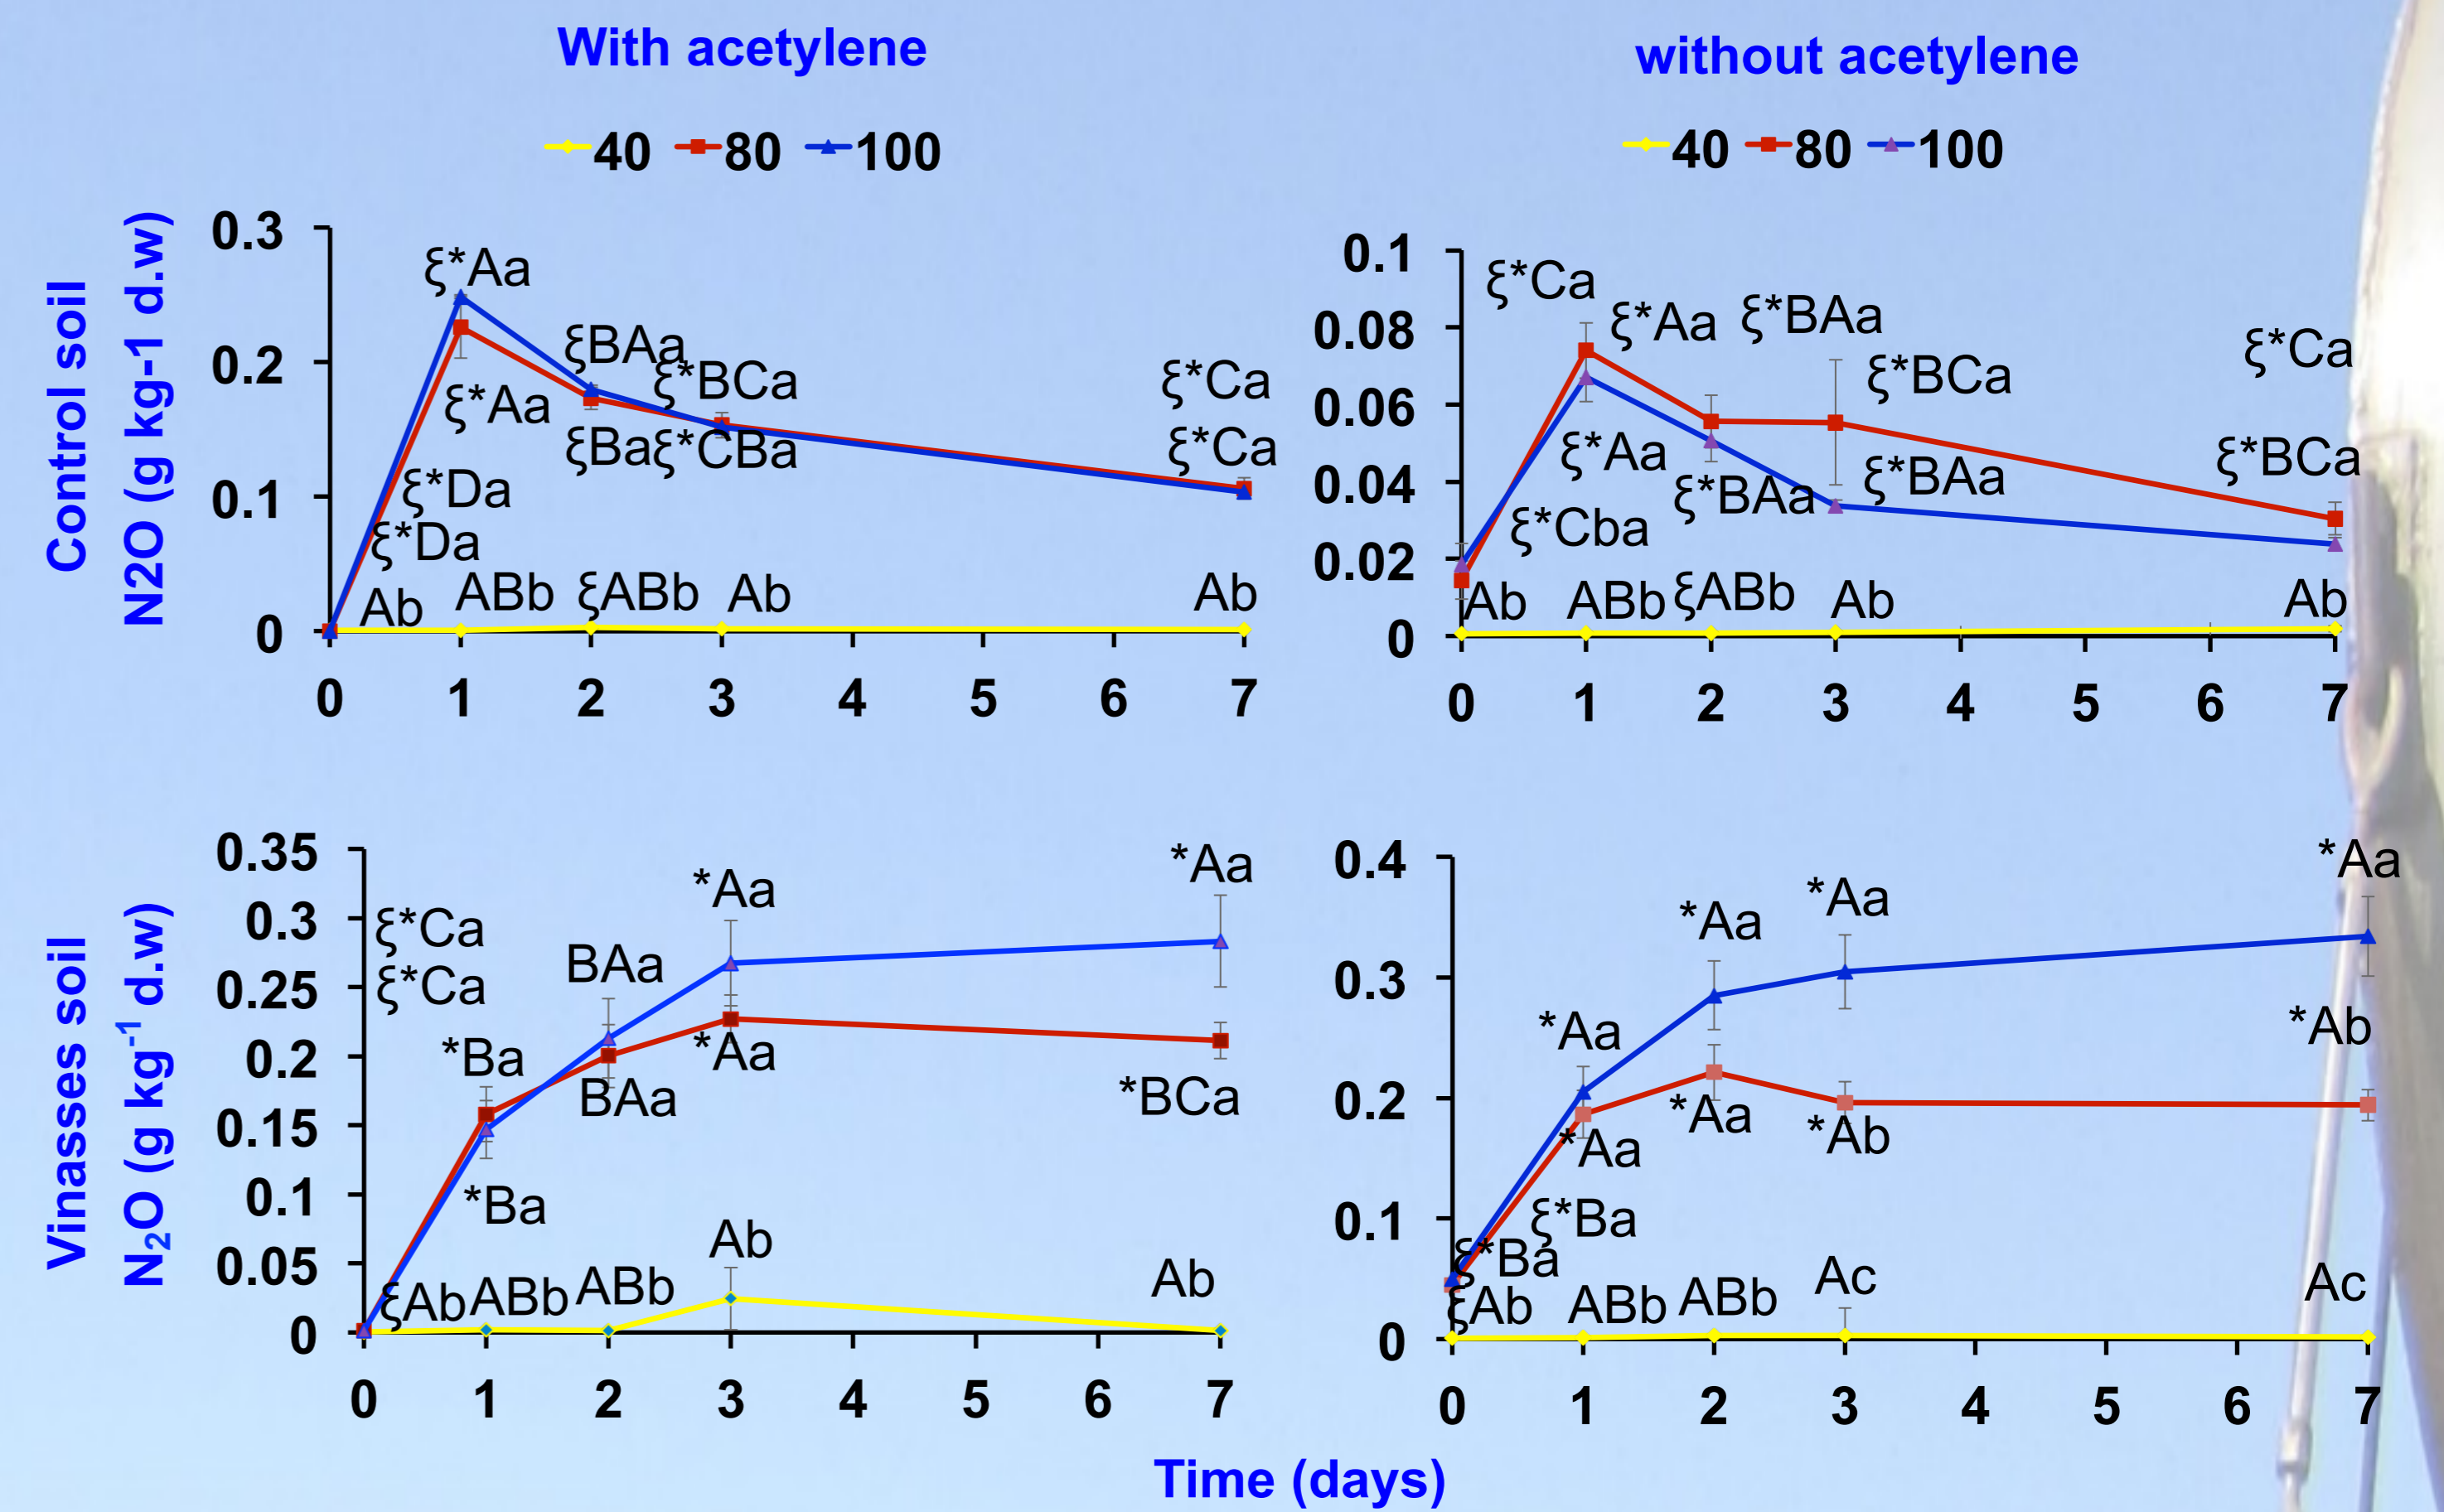 With acetylene
without acetylene
40 80 100
40 80 100
Control soil
N2O (g kg-1 d.w)
0.3
0.2
0.1
0
ξ*Aa
ξBAa
ξ*BCa
ξ*Ca
ξ*Aa
ξBa
ξ*CBa
ξ*Ca
ξ*Da
ξ*Da
Ab
ABb
ξABb
Ab
Ab
0 1 2 3 4 5 6 7
0.1
0.08
0.06
0.04
0.02
0
ξ*Ca
ξ*Aa
ξ*BAa
ξ*BCa
ξ*Ca
ξ*Aa
ξ*BAa
ξ*BAa
ξ*BCa
ξ*Cba
Ab
ABb
ξABb
Ab
Ab
0 1 2 3 4 5 6 7
Vinasses soil
N₂O (g kg⁻¹ d.w)
0.35
0.3
0.25
0.2
0.15
0.1
0.05
0
ξ*Ca
ξ*Ca
*Ba
BAa
*Aa
*Aa
*Ba
BAa
*Aa
*BCa
ξAb
ABb
ABb
Ab
Ab
0 1 2 3 4 5 6 7
0.4
0.3
0.2
0.1
0
*Aa
*Aa
*Aa
*Aa
*Aa
*Aa
*Ab
*Ab
ξ*Ba
ξ*Ba
ξAb
ABb
ABb
Ac
Ac
0 1 2 3 4 5 6 7
Time (days)